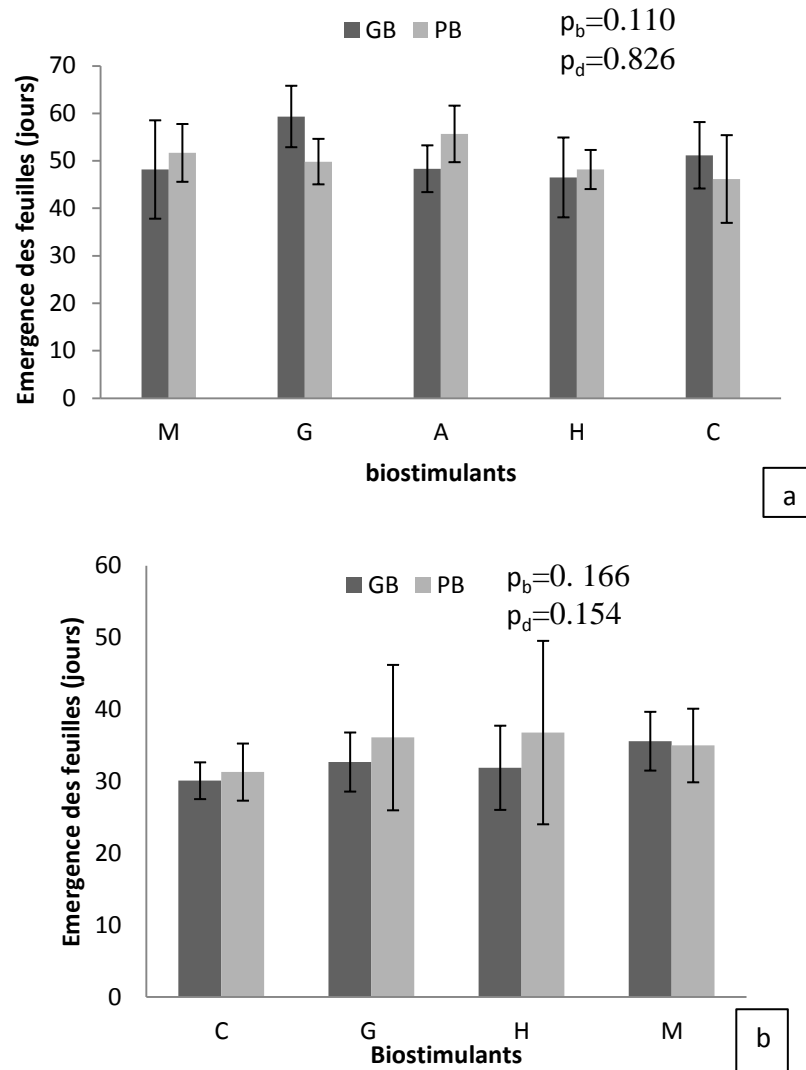 GB PB
p_b=0.110
p_d=0.826
Emergence des feuilles (jours)
70
60
50
40
30
20
10
0
M G A H C
biostimulants
a
GB PB
p_b=0. 166
p_d=0.154
Emergence des feuilles (jours)
60
50
40
30
20
10
0
C G H M
Biostimulants
b